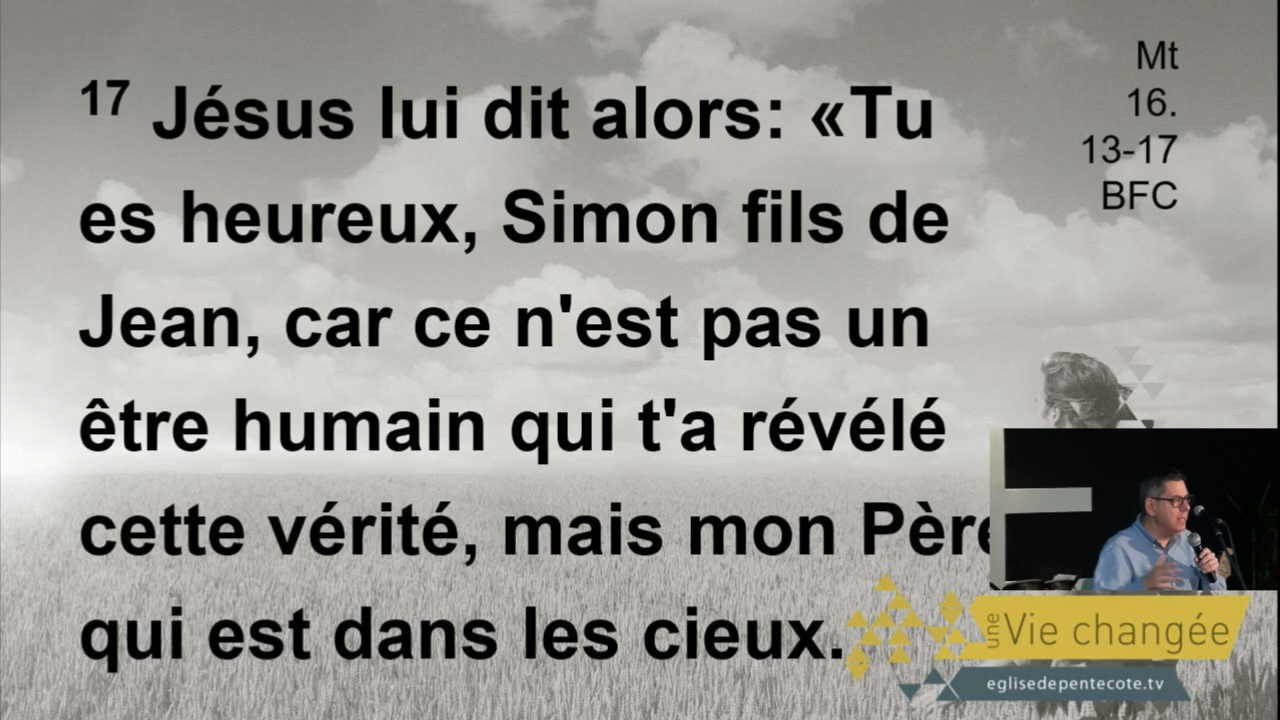 17 Jésus lui dit alors: «Tu
es heureux, Simon fils de
Jean, car ce n'est pas un
être humain qui t'a révélé
cette vérité, mais mon Père
qui est dans les cieux.
Mt
16.
13-17
BFC
une Vie changée
eglisedepentecote.tv